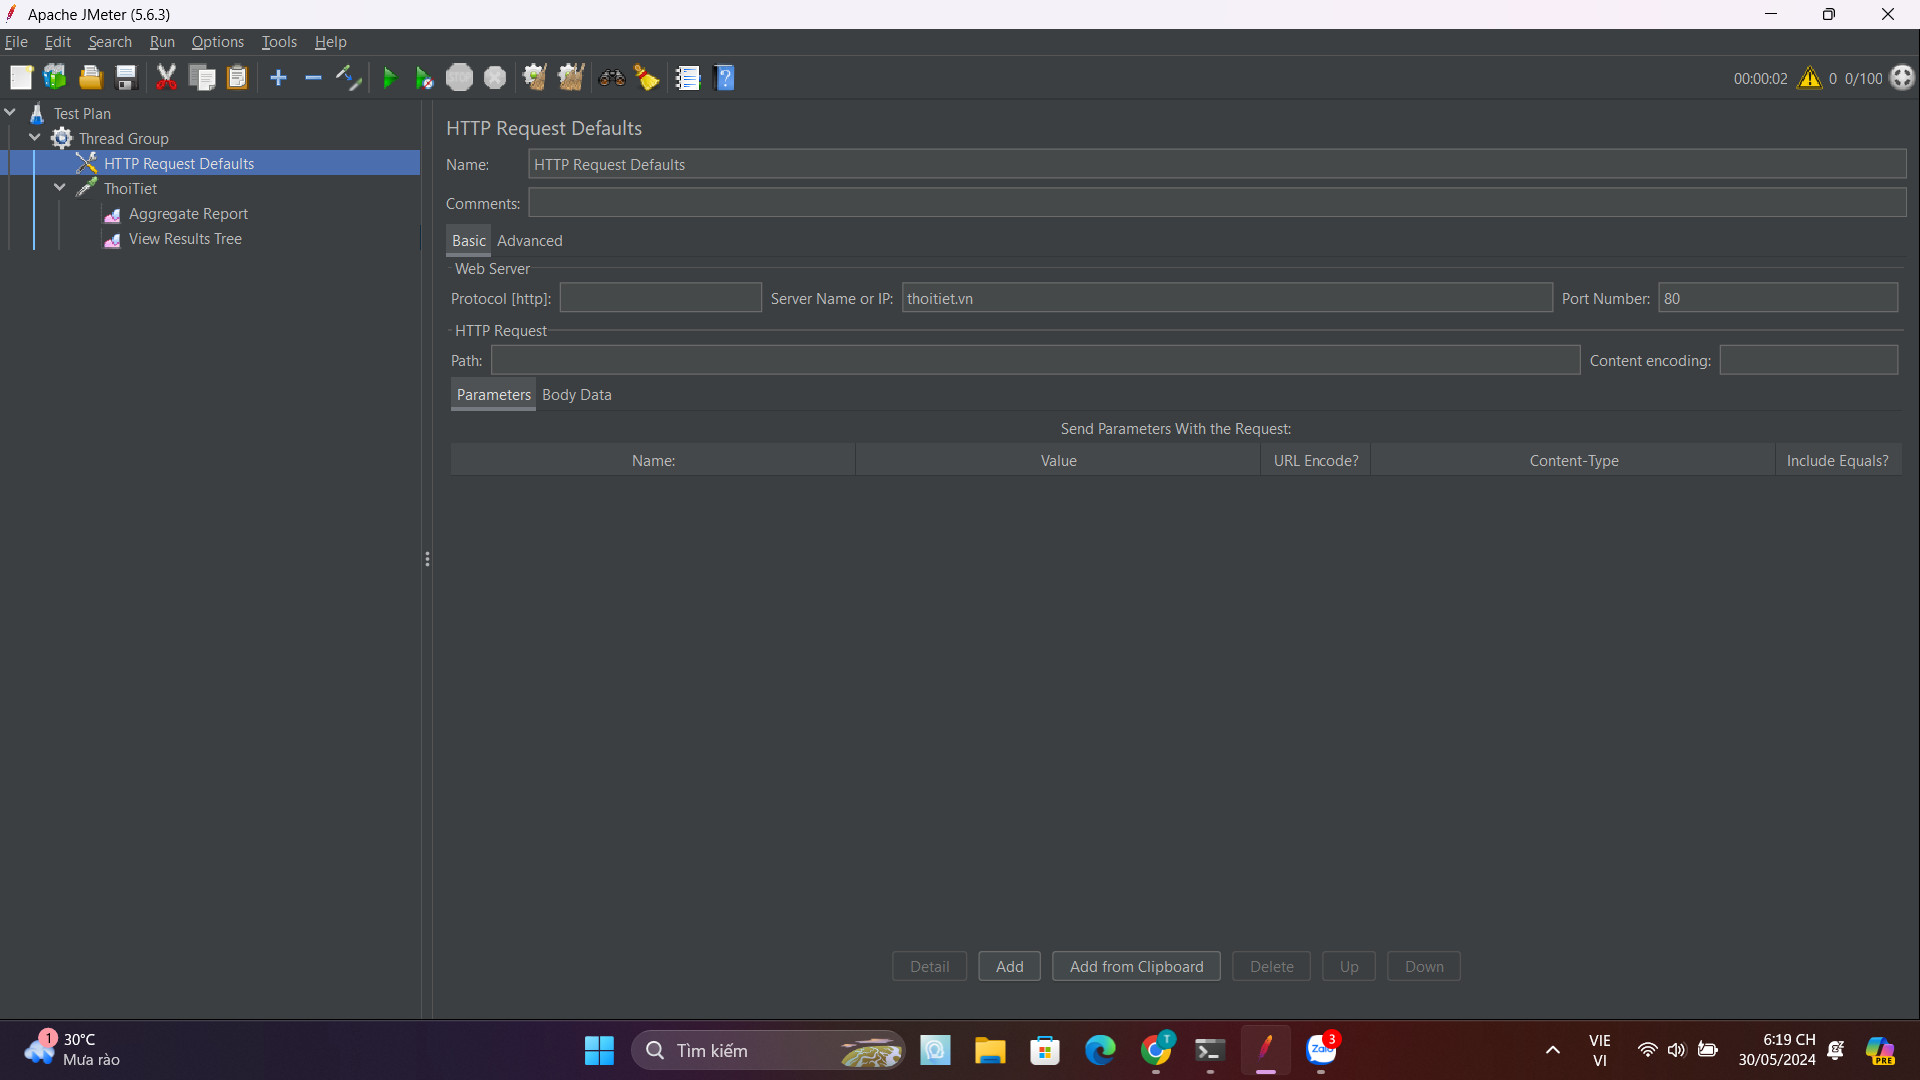 Apache JMeter (5.6.3)
File Edit Search Run Options Tools Help
STOP
00:00:02 0 0/100
Test Plan
Thread Group
HTTP Request Defaults
ThoiTiet
Aggregate Report
View Results Tree
HTTP Request Defaults
Name: HTTP Request Defaults
Comments:
Basic Advanced
Web Server
Protocol [http]: Server Name or IP: thoitiet.vn Port Number: 80
HTTP Request
Path: Content encoding:
Parameters Body Data
Send Parameters With the Request:
Name: Value URL Encode? Content-Type Include Equals?
Detail Add Add from Clipboard Delete Up Down
1 30°C
Mưa rào
Tìm kiếm
T
Zalo 3
VIE
VI
6:19 CH
30/05/2024
PRE